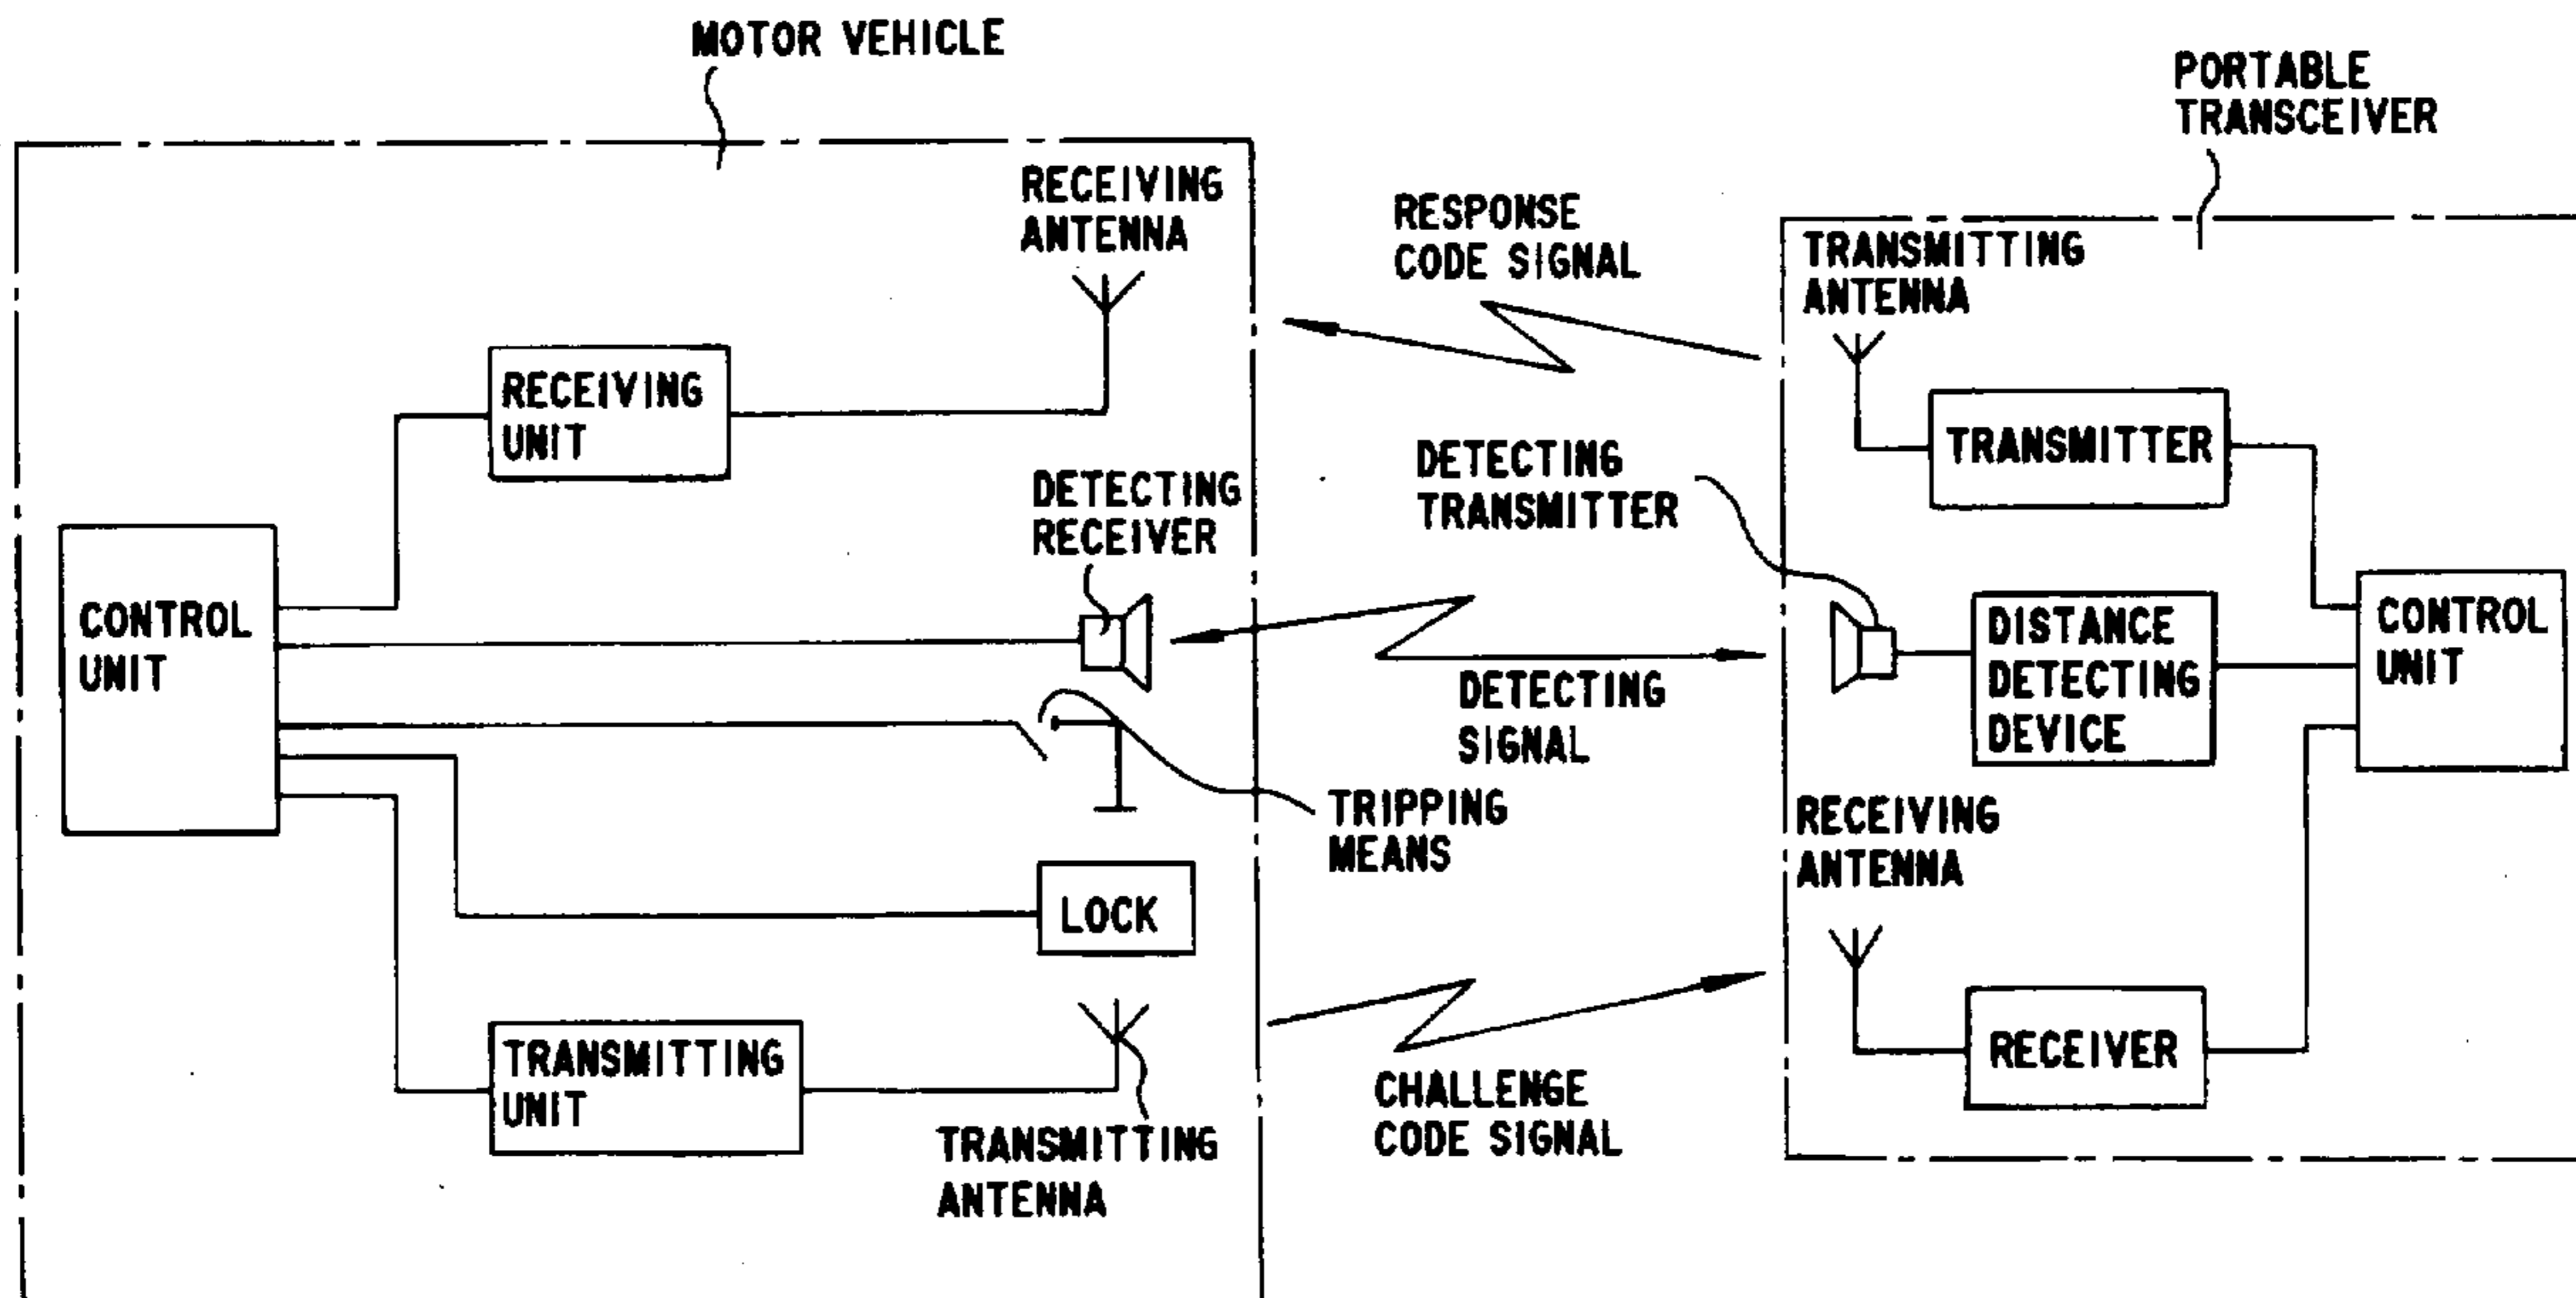 MOTOR VEHICLE
PORTABLE
TRANSCEIVER
RECEIVING
ANTENNA
RECEIVING
UNIT
DETECTING
RECEIVER
CONTROL
UNIT
LOCK
TRANSMITTING
UNIT
TRANSMITTING
ANTENNA
RESPONSE
CODE SIGNAL
DETECTING
TRANSMITTER
DETECTING
SIGNAL
TRIPPING
MEANS
CHALLENGE
CODE SIGNAL
TRANSMITTING
ANTENNA
TRANSMITTER
DISTANCE
DETECTING
DEVICE
CONTROL
UNIT
RECEIVING
ANTENNA
RECEIVER